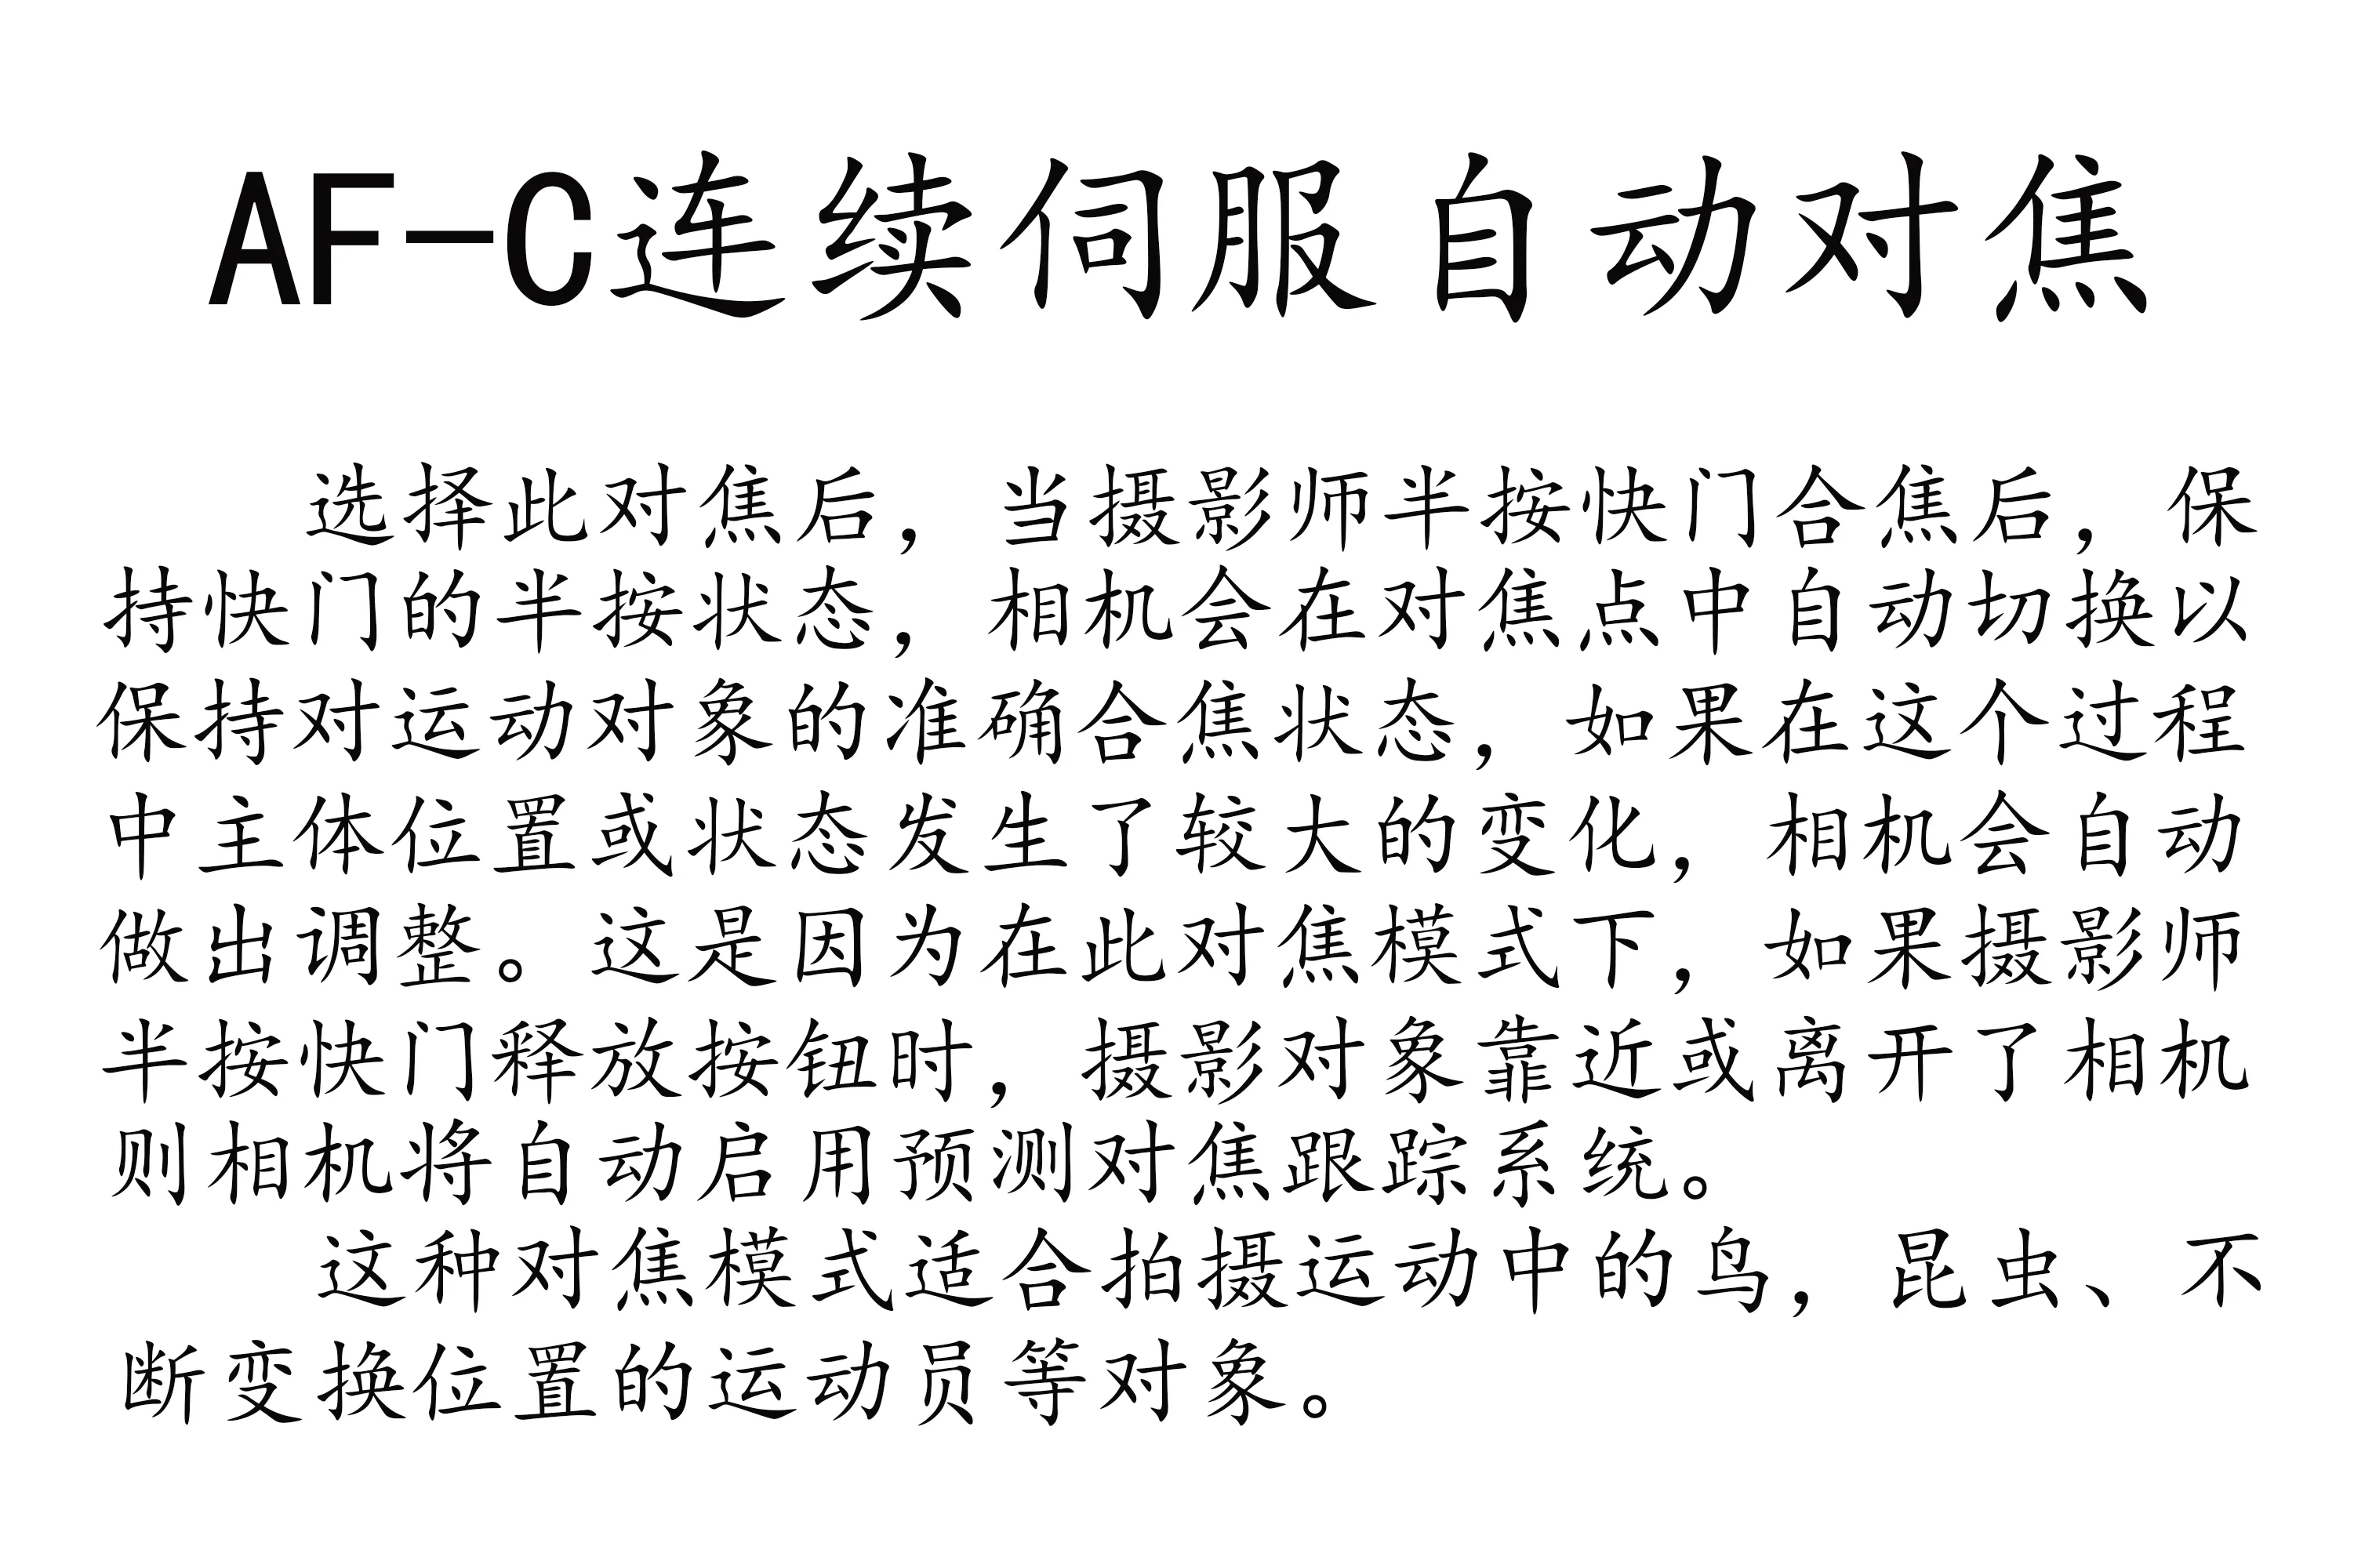 AF-C连续伺服自动对焦
选择此对焦后，当摄影师半按快门合焦后，保
持快门的半按状态，相机会在对焦点中自动切换以
保持对运动对象的准确合焦状态，如果在这个过程
中主体位置或状态发生了较大的变化，相机会自动
做出调整。这是因为在此对焦模式下，如果摄影师
半按快门释放按钮时，摄影对象靠近或离开了相机
则相机将自动启用预测对焦跟踪系统。
这种对焦模式适合拍摄运动中的鸟，昆虫、不
断变换位置的运动员等对象。